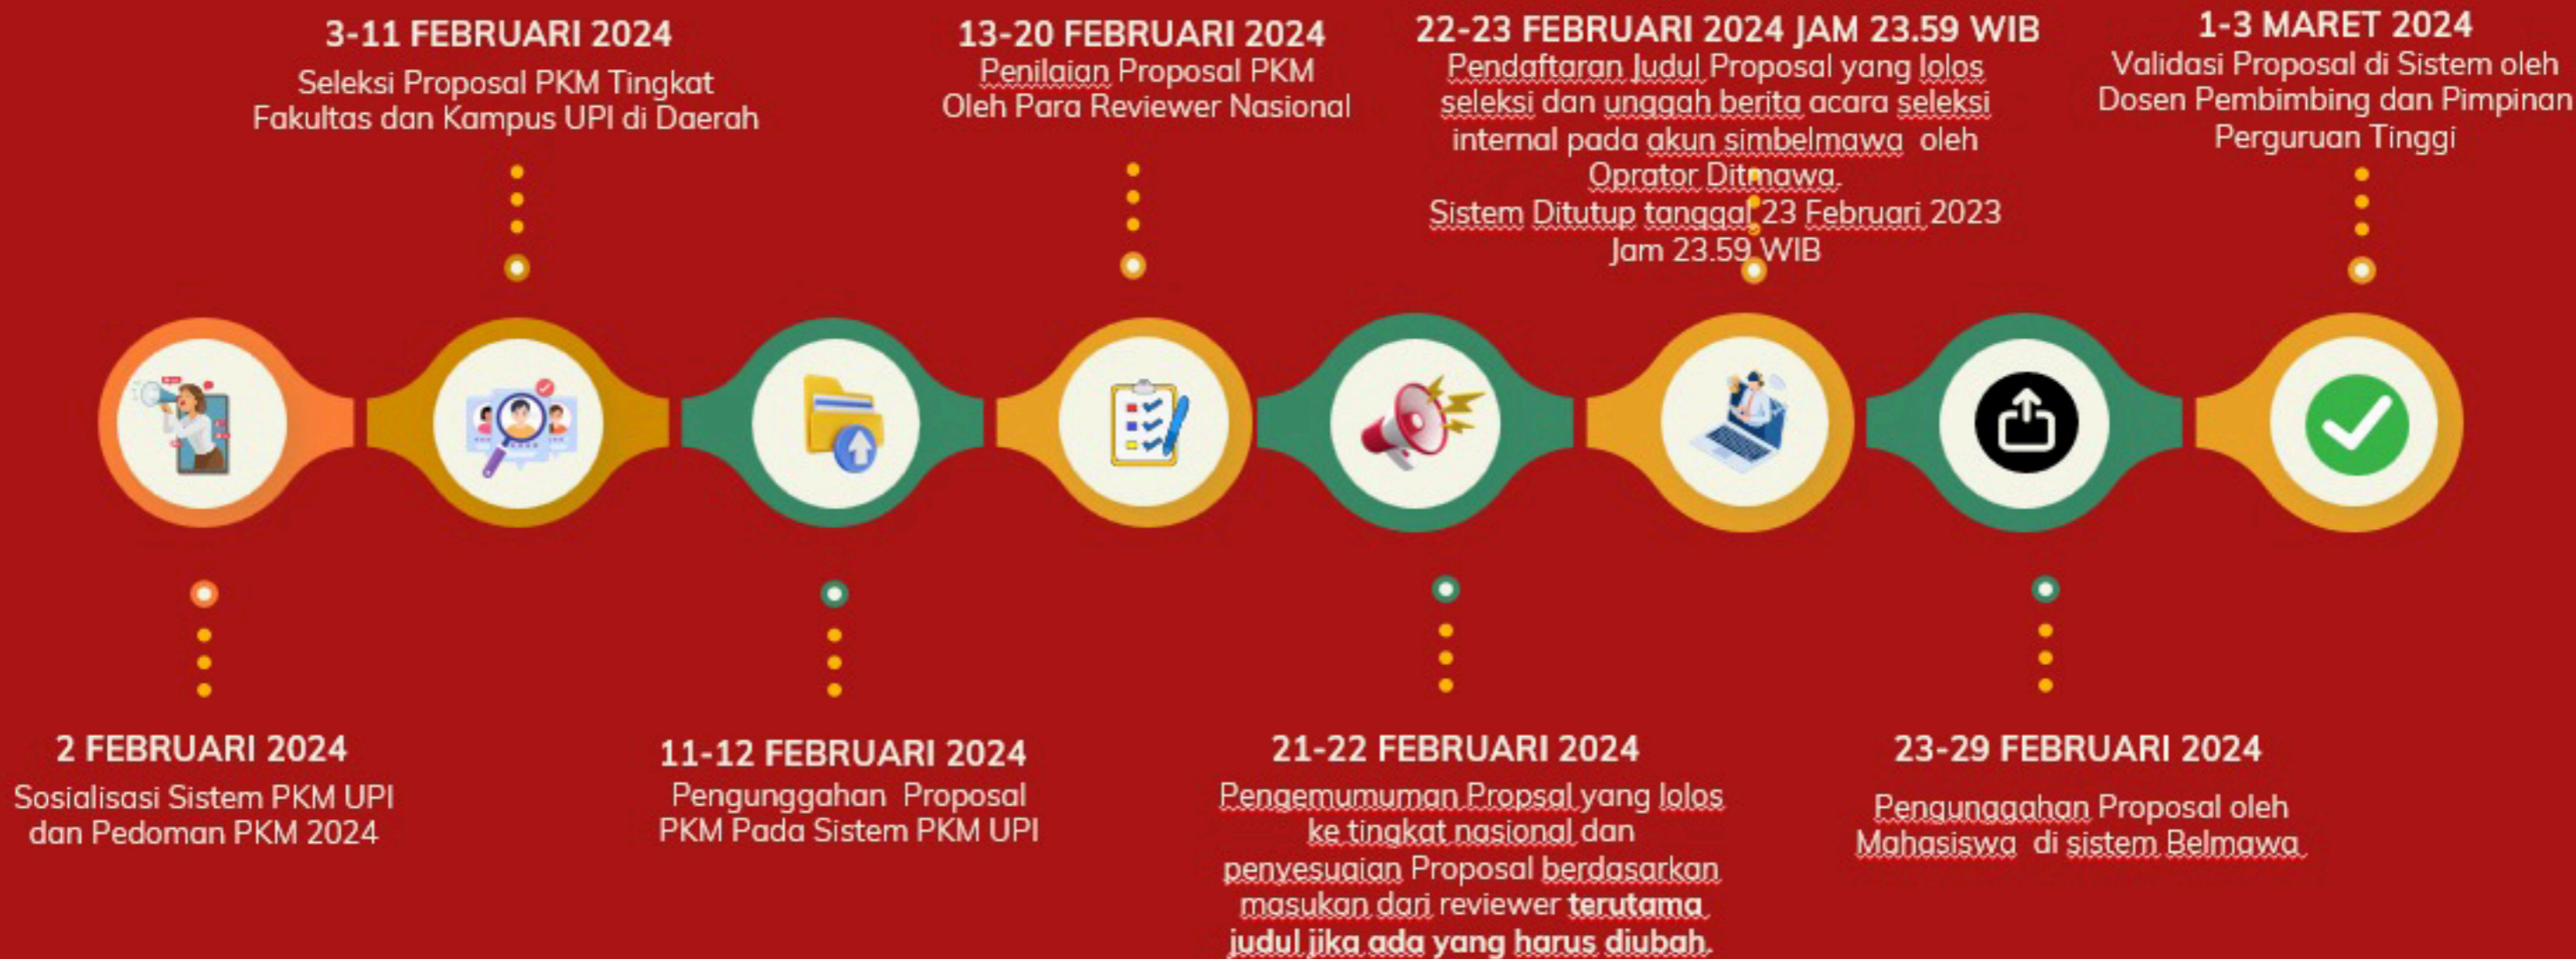 3-11 FEBRUARI 2024
Seleksi Proposal PKM Tingkat
Fakultas dan Kampus UPI di Daerah
13-20 FEBRUARI 2024
Penilaian Proposal PKM
Oleh Para Reviewer Nasional
22-23 FEBRUARI 2024 JAM 23.59 WIB
Pendaftaran Judul Proposal yang lolos
seleksi dan unggah berita acara seleksi
internal pada akun simbelmawa oleh
Oprator Ditmawa.
Sistem Ditutup tanggal 23 Februari 2023
Jam 23.59 WIB
1-3 MARET 2024
Validasi Proposal di Sistem oleh
Dosen Pembimbing dan Pimpinan
Perguruan Tinggi
2 FEBRUARI 2024
Sosialisasi Sistem PKM UPI
dan Pedoman PKM 2024
11-12 FEBRUARI 2024
Pengunggahan Proposal
PKM Pada Sistem PKM UPI
21-22 FEBRUARI 2024
Pengemumuman Propsal yang lolos
ke tingkat nasional dan
penyesuaian Proposal berdasarkan
masukan dari reviewer terutama
judul jika ada yang harus diubah.
23-29 FEBRUARI 2024
Pengunggahan Proposal oleh
Mahasiswa di sistem Belmawa